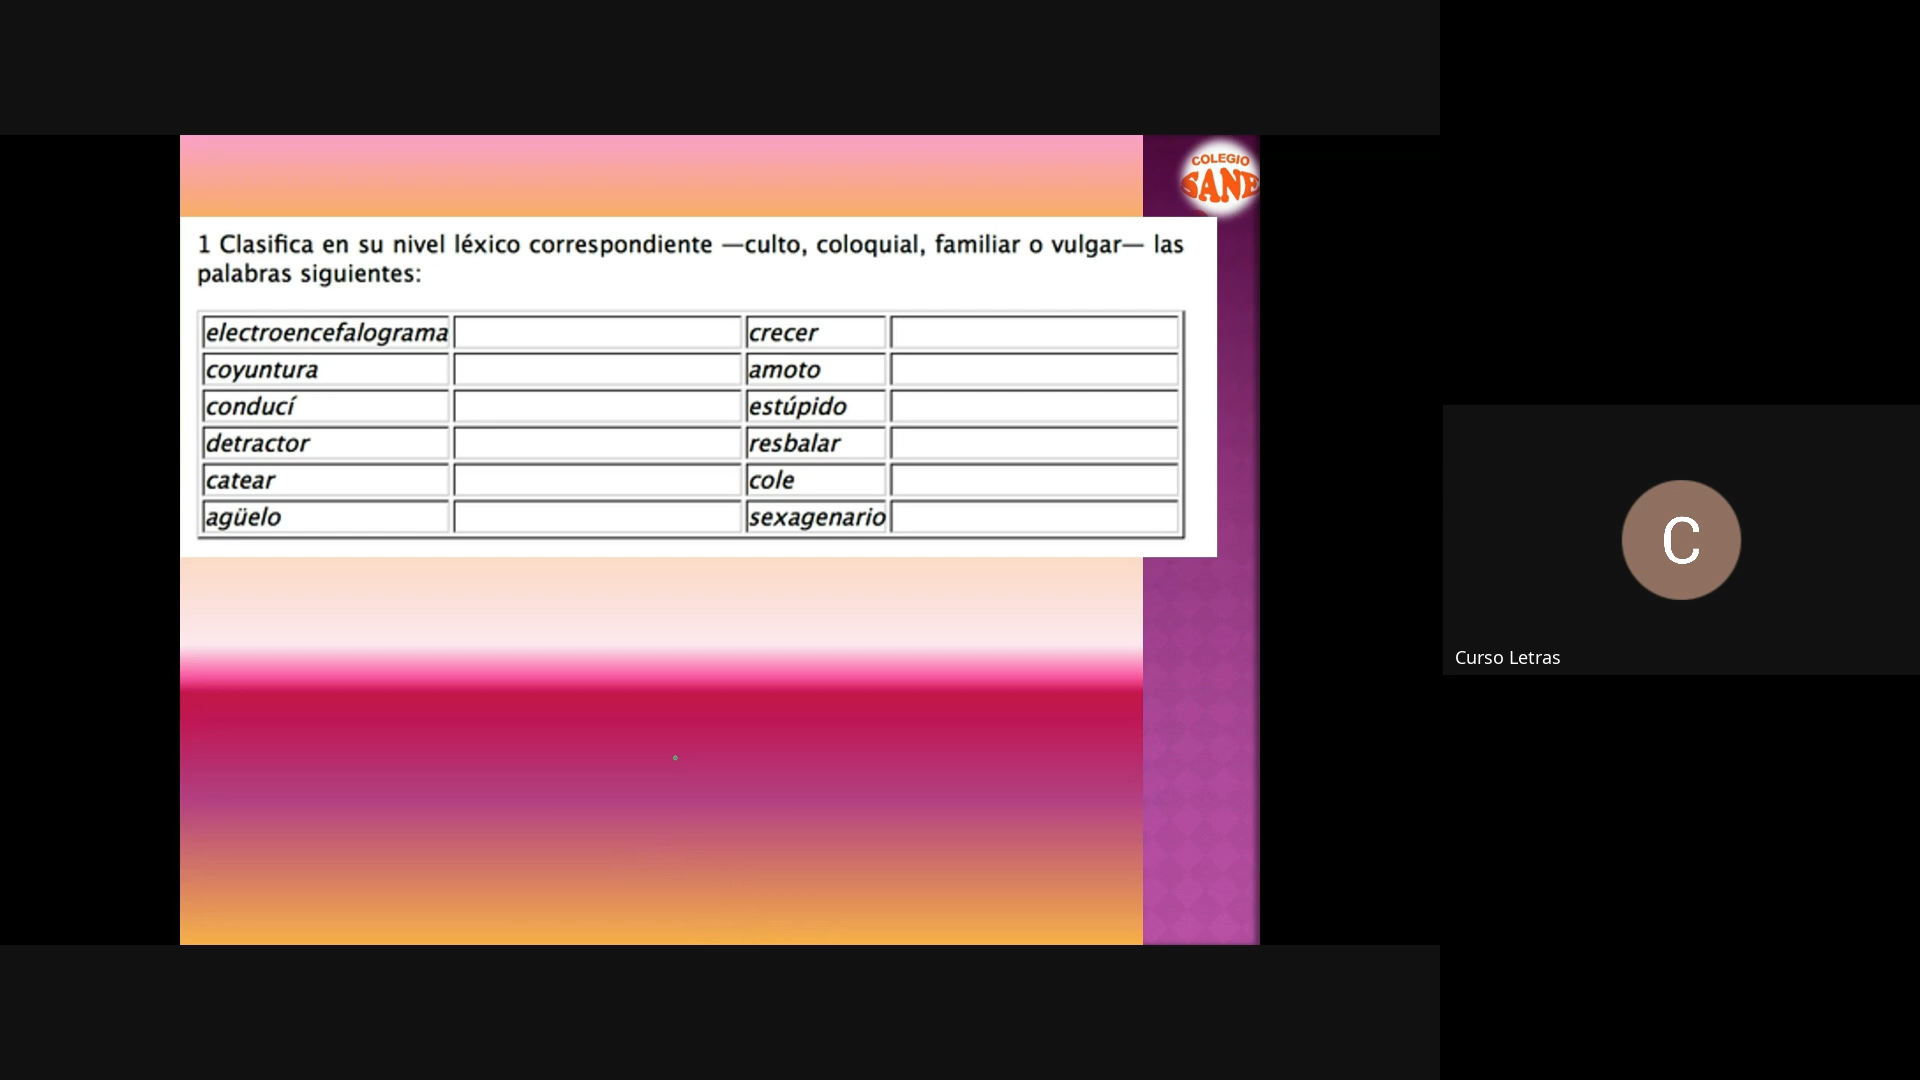 COLEGIO
SANE
1 Clasifica en su nivel léxico correspondiente —culto, coloquial, familiar o vulgar— las
palabras siguientes:
electroencefalograma crecer
coyuntura amoto
conducí estúpido
detractor resbalar
catear cole
agüelo sexagenario
C
Curso Letras